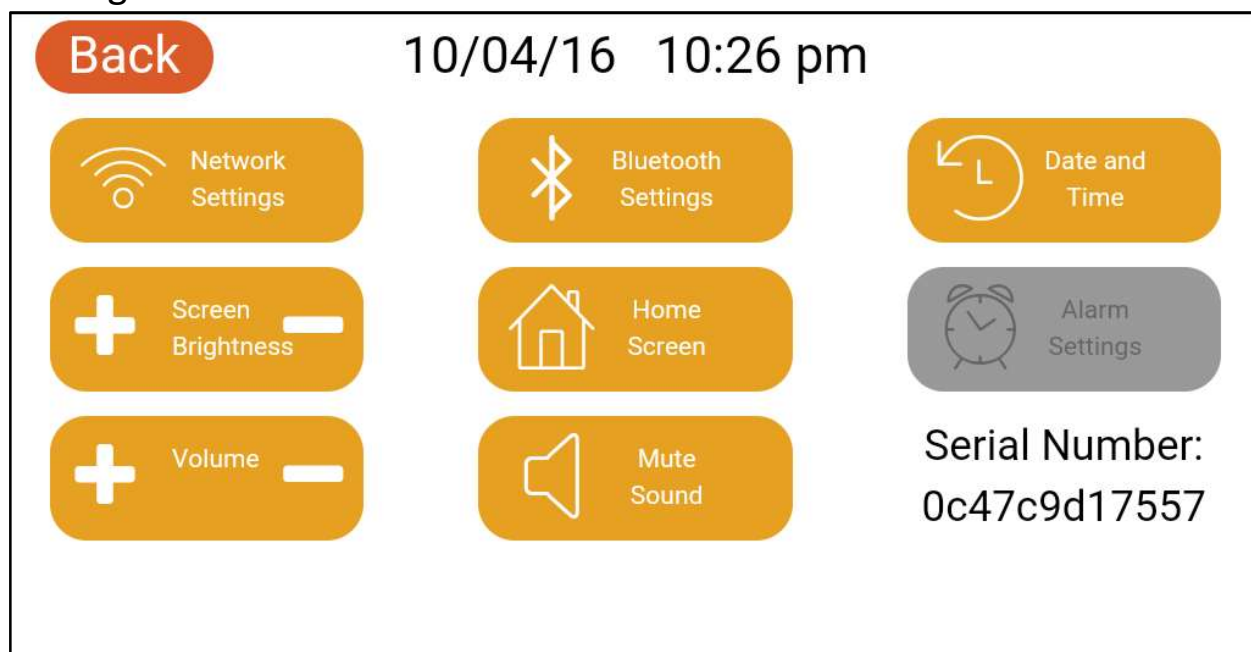 Back
10/04/16 10:26 pm
Network
Settings
Bluetooth
Settings
Date and
Time
Screen
Brightness
Home
Screen
Alarm
Settings
Volume
Mute
Sound
Serial Number:
0c47c9d17557